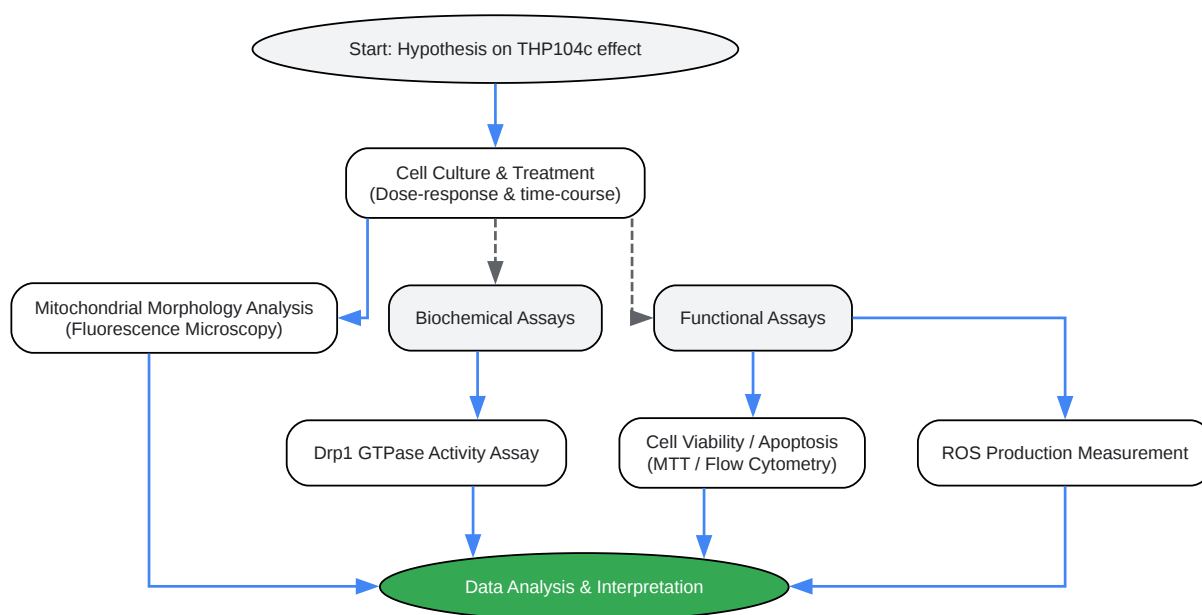 Start: Hypothesis on THP104c effect
Cell Culture & Treatment
(Dose-response & time-course)
Mitochondrial Morphology Analysis
(Fluorescence Microscopy)
Biochemical Assays
Functional Assays
Drp1 GTPase Activity Assay
Cell Viability / Apoptosis
(MTT / Flow Cytometry)
ROS Production Measurement
Data Analysis & Interpretation